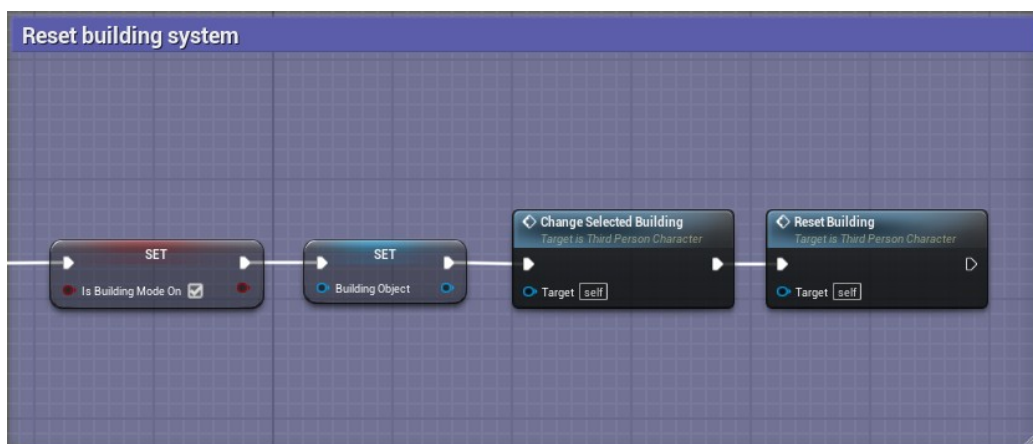 Reset building system
SET
Is Building Mode On
SET
Building Object
Change Selected Building
Target is Third Person Character
Target self
Reset Building
Target is Third Person Character
Target self